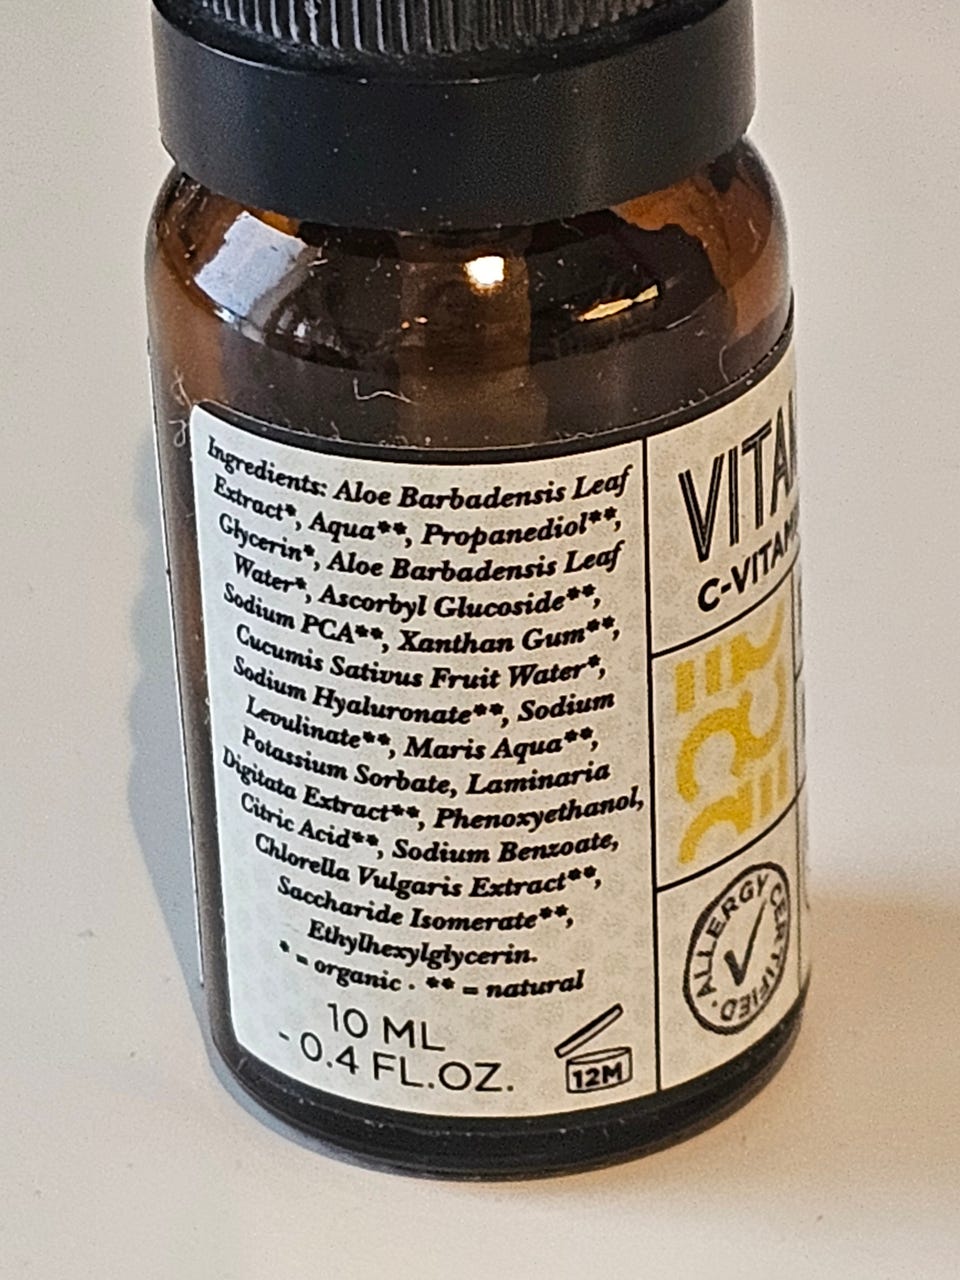 Ingredients: Aloe Barbadensis Leaf
Extract*, Aqua**, Propanediol**,
Glycerin*, Aloe Barbadensis Leaf
Water*, Ascorbyl Glucoside**,
Sodium PCA**, Xanthan Gum**,
Cucumis Sativus Fruit Water*,
Sodium Hyaluronate**, Sodium
Levulinate**, Maris Aqua**,
Potassium Sorbate, Laminaria
Digitata Extract**, Phenoxyethanol,
Citric Acid**, Sodium Benzoate,
Chlorella Vulgaris Extract**,
Saccharide Isomerate**,
Ethylhexylglycerin.
* = organic · ** = natural
10 ML
- 0.4 FL.OZ.
12M
VITA
C-VITAM
ALLERGY CERTIFIED